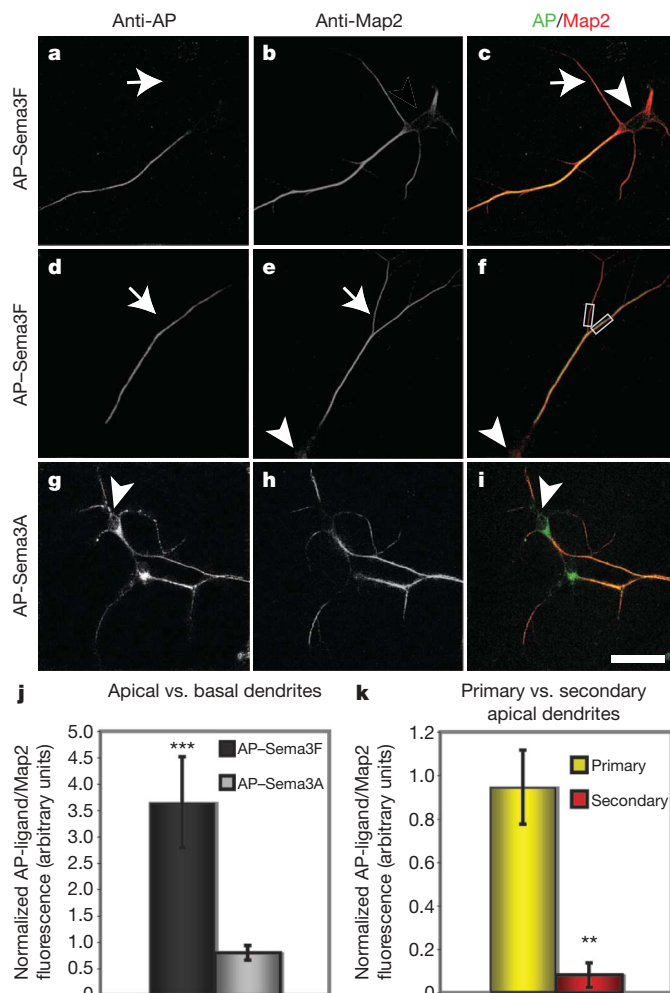 Anti-AP
Anti-Map2
AP/Map2
AP–Sema3F
a
b
c
AP–Sema3F
d
e
f
AP-Sema3A
g
h
i
j
Apical vs. basal dendrites
Normalized AP-ligand/Map2
fluorescence (arbitrary units)
5.0
4.5
4.0
3.5
3.0
2.5
2.0
1.5
1.0
0.5
0
***
AP–Sema3F
AP–Sema3A
k
Primary vs. secondary
apical dendrites
Normalized AP-ligand/Map2
fluorescence (arbitrary units)
1.2
1.0
0.8
0.6
0.4
0.2
0
Primary
Secondary
**